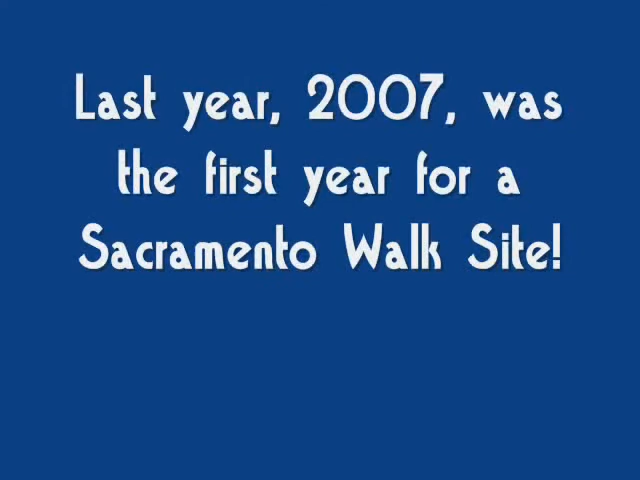 Last year, 2007, was
the first year for a
Sacramento Walk Site!